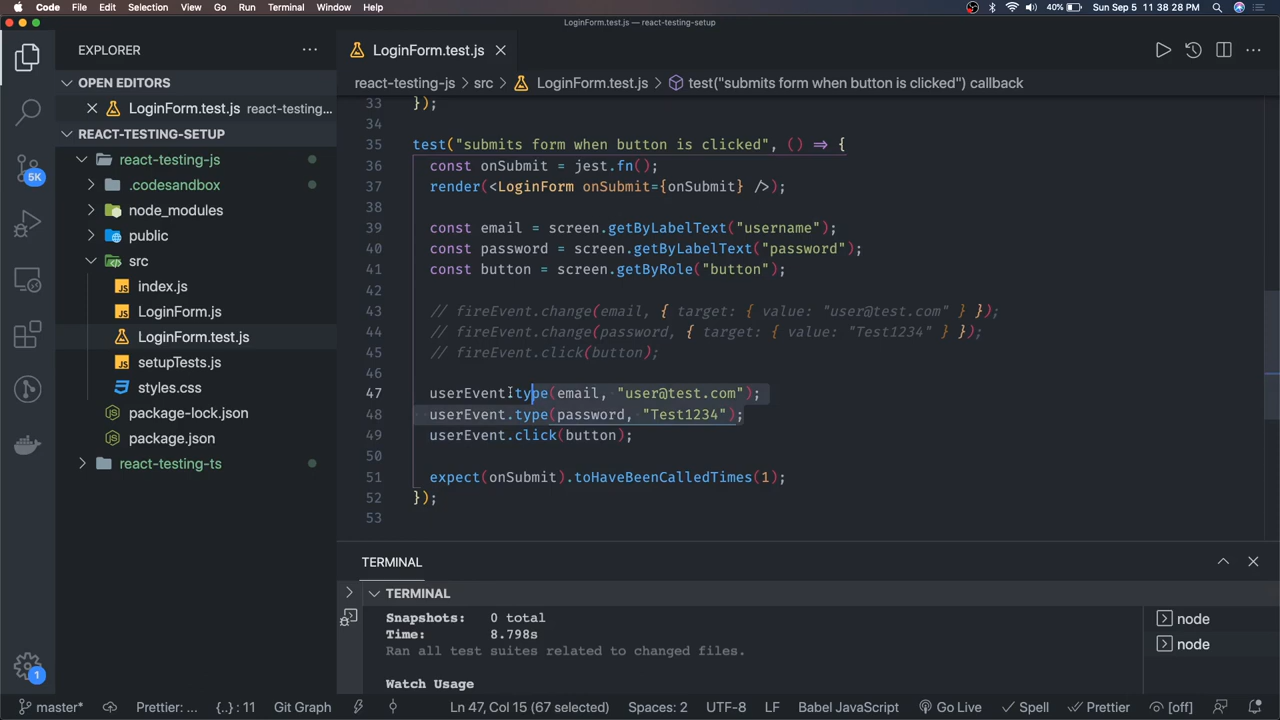 Code File Edit Selection View Go Run Terminal Window Help 40% Sun Sep 5 11 38 28 PM
LoginForm.test.js — react-testing-setup
EXPLORER
OPEN EDITORS
LoginForm.test.js react-testing...
REACT-TESTING-SETUP
react-testing-js
.codesandbox
node_modules
public
src
index.js
LoginForm.js
LoginForm.test.js
setupTests.js
styles.css
package-lock.json
package.json
react-testing-ts
5K
1
LoginForm.test.js
react-testing-js > src > LoginForm.test.js > test("submits form when button is clicked") callback
33 });
34
35 test("submits form when button is clicked", () => {
36 const onSubmit = jest.fn();
37 render(<LoginForm onSubmit={onSubmit} />);
38
39 const email = screen.getByLabelText("username");
40 const password = screen.getByLabelText("password");
41 const button = screen.getByRole("button");
42
43 // fireEvent.change(email, { target: { value: "user@test.com" } });
44 // fireEvent.change(password, { target: { value: "Test1234" } });
45 // fireEvent.click(button);
46
47 userEvent.type(email, "user@test.com");
48 userEvent.type(password, "Test1234");
49 userEvent.click(button);
50
51 expect(onSubmit).toHaveBeenCalledTimes(1);
52 });
53
TERMINAL
TERMINAL
Snapshots: 0 total
Time: 8.798s
Ran all test suites related to changed files.
Watch Usage
node
node
master* Prettier: ... {..} : 11 Git Graph Ln 47, Col 15 (67 selected) Spaces: 2 UTF-8 LF Babel JavaScript Go Live Spell Prettier [off]